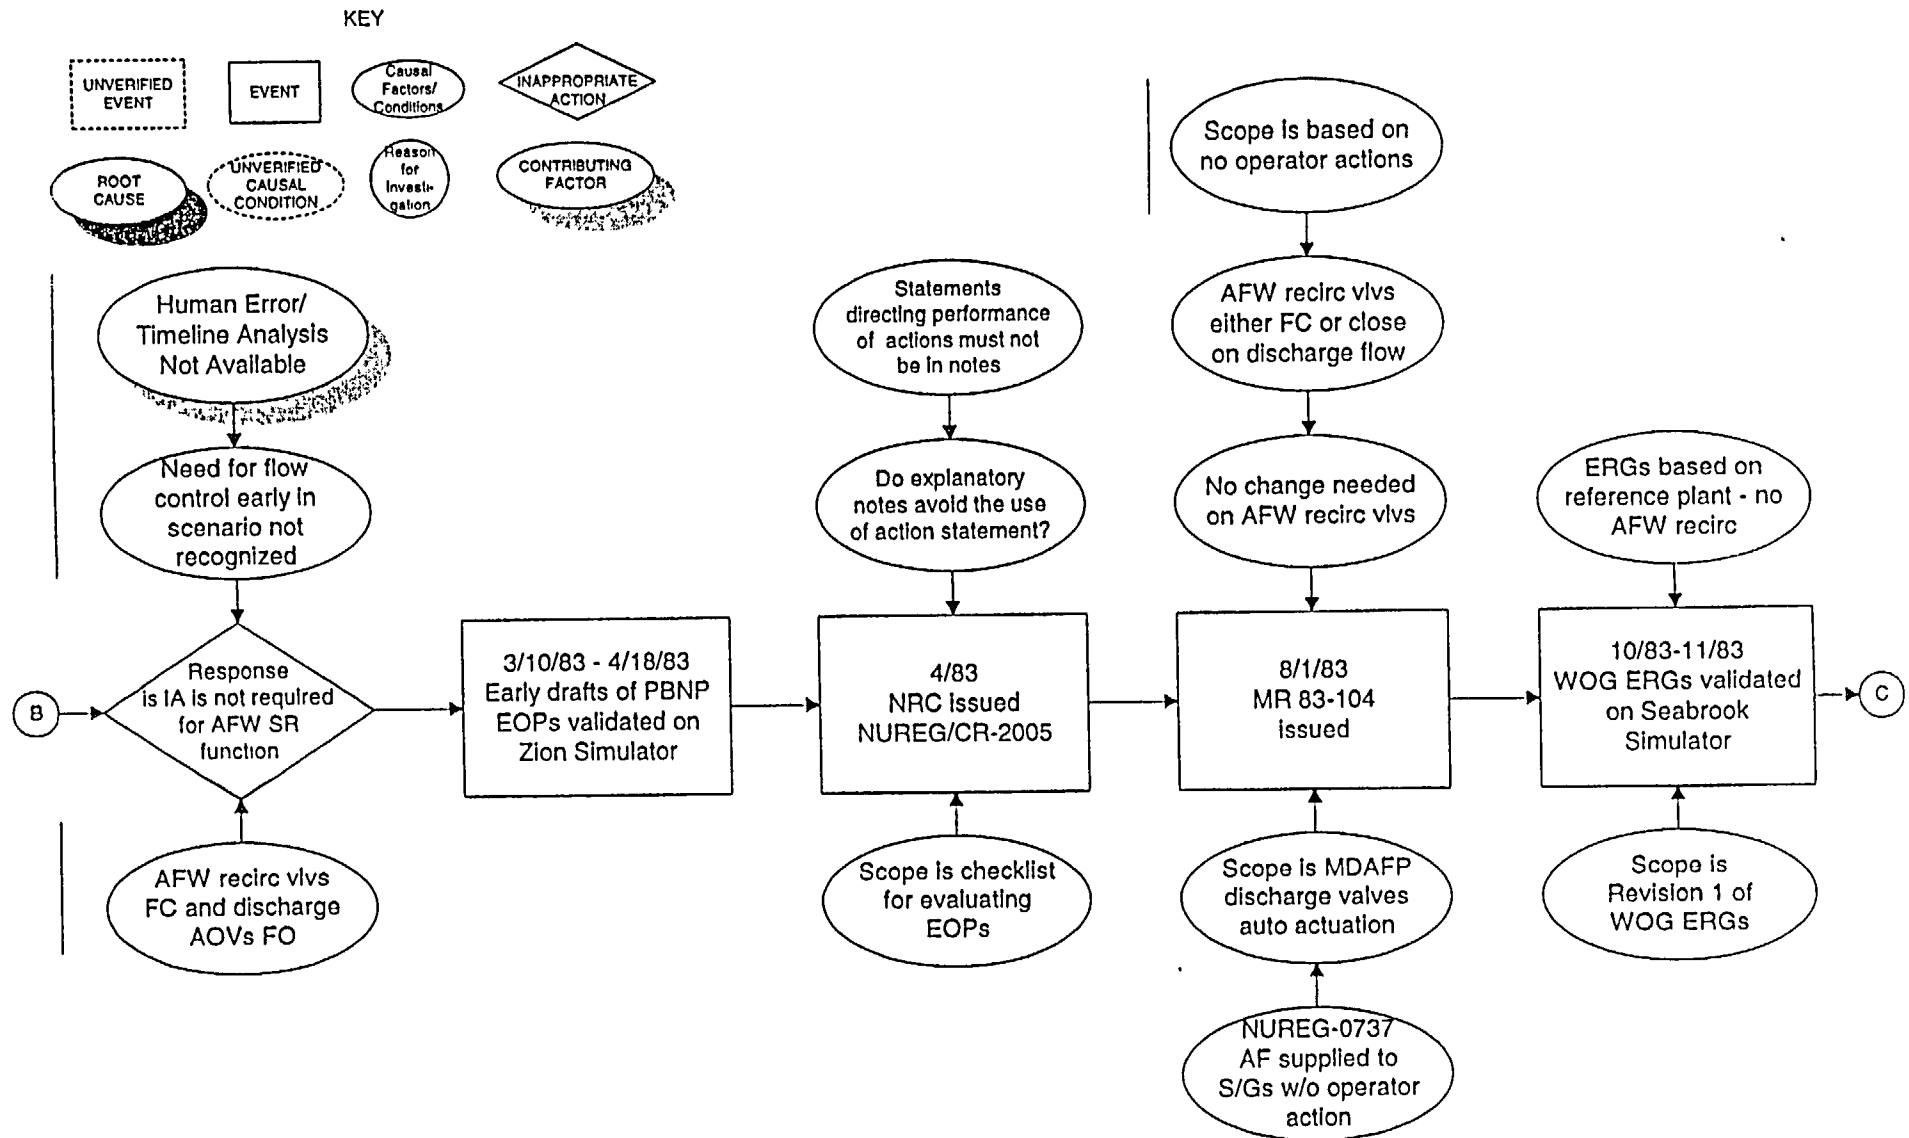 KEY
UNVERIFIED
EVENT
EVENT
Causal
Factors/
Conditions
INAPPROPRIATE
ACTION
ROOT
CAUSE
UNVERIFIED
CAUSAL
CONDITION
Reason
for
Investi-
gation
CONTRIBUTING
FACTOR
Human Error/
Timeline Analysis
Not Available
Need for flow
control early in
scenario not
recognized
B
Response
is IA is not required
for AFW SR
function
AFW recirc vlvs
FC and discharge
AOVs FO
3/10/83 - 4/18/83
Early drafts of PBNP
EOPs validated on
Zion Simulator
Statements
directing performance
of actions must not
be in notes
Do explanatory
notes avoid the use
of action statement?
4/83
NRC issued
NUREG/CR-2005
Scope is checklist
for evaluating
EOPs
Scope is based on
no operator actions
AFW recirc vlvs
either FC or close
on discharge flow
No change needed
on AFW recirc vlvs
8/1/83
MR 83-104
issued
Scope is MDAFP
discharge valves
auto actuation
NUREG-0737
AF supplied to
S/Gs w/o operator
action
ERGs based on
reference plant - no
AFW recirc
10/83-11/83
WOG ERGs validated
on Seabrook
Simulator
Scope is
Revision 1 of
WOG ERGs
C